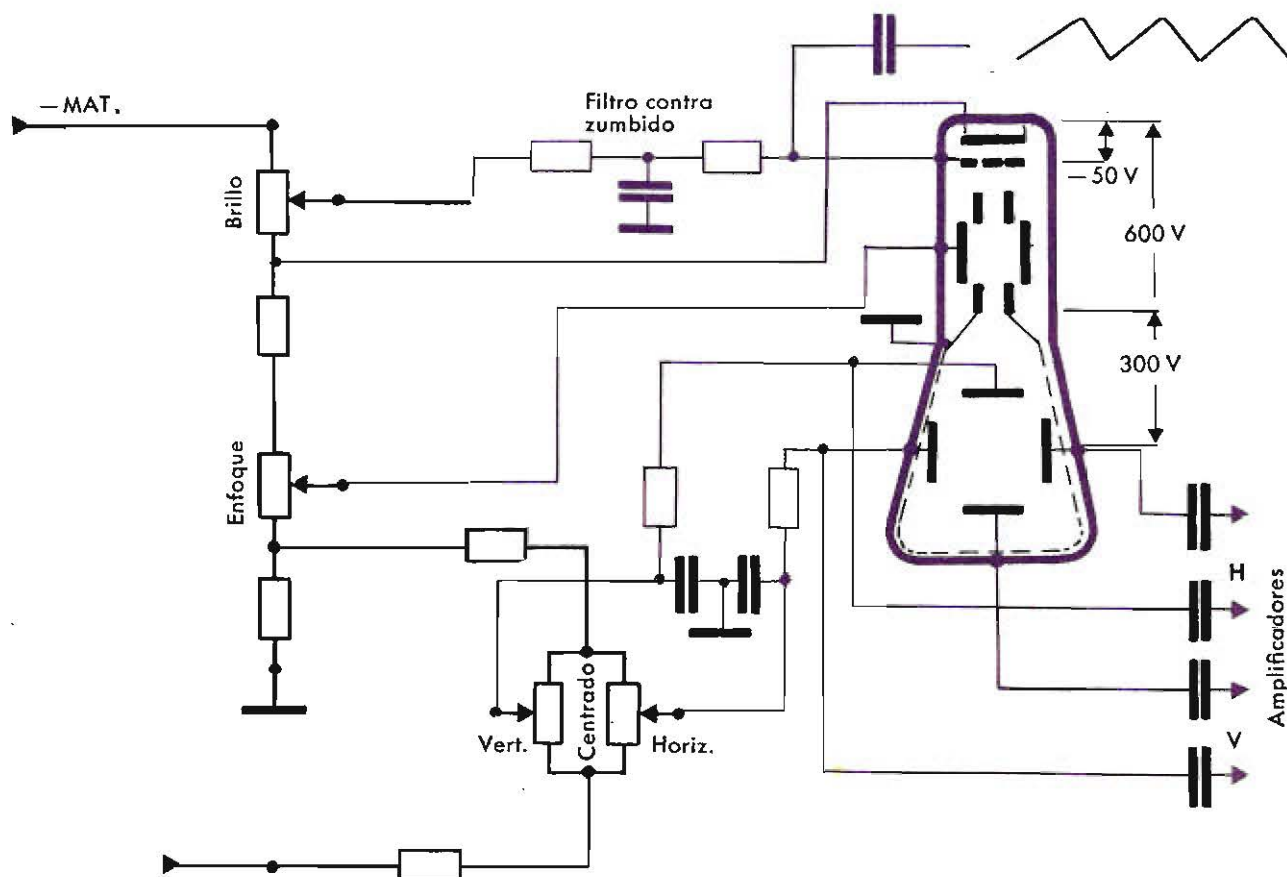 —MAT.
Filtro contra
zumbido
Brillo
—50 V
600 V
300 V
Enfoque
H
Amplificadores
Centrado
Vert.
Horiz.
V